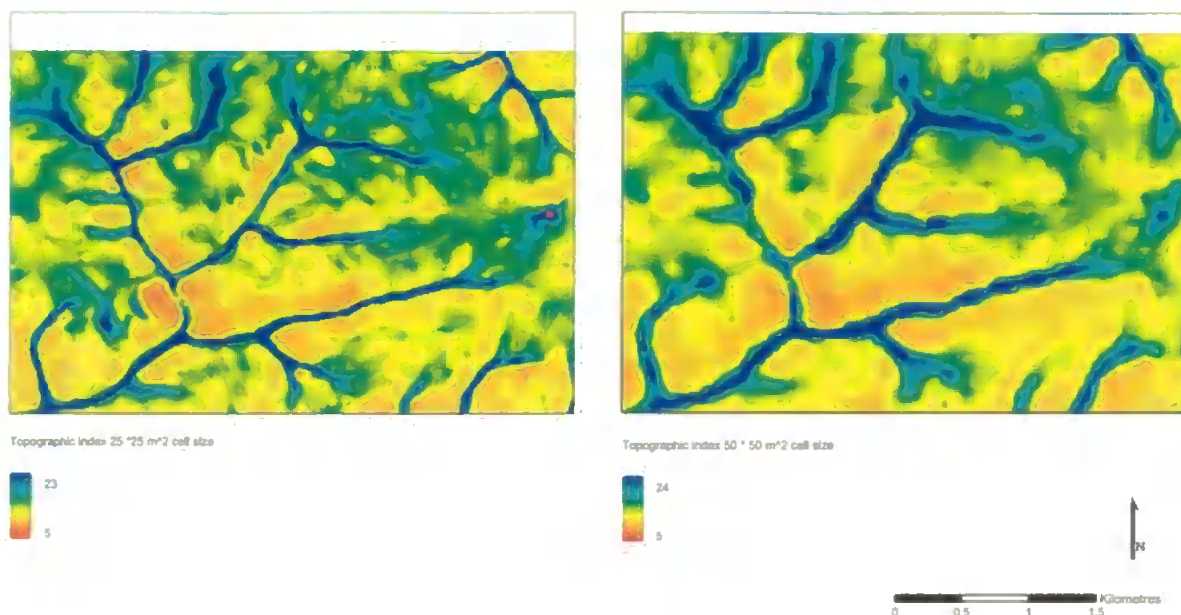 Topographic index 25 *25 m^2 cell size
23
5
Topographic index 50 * 50 m^2 cell size
24
5
N
Kilometres
0 0.5 1 1.5